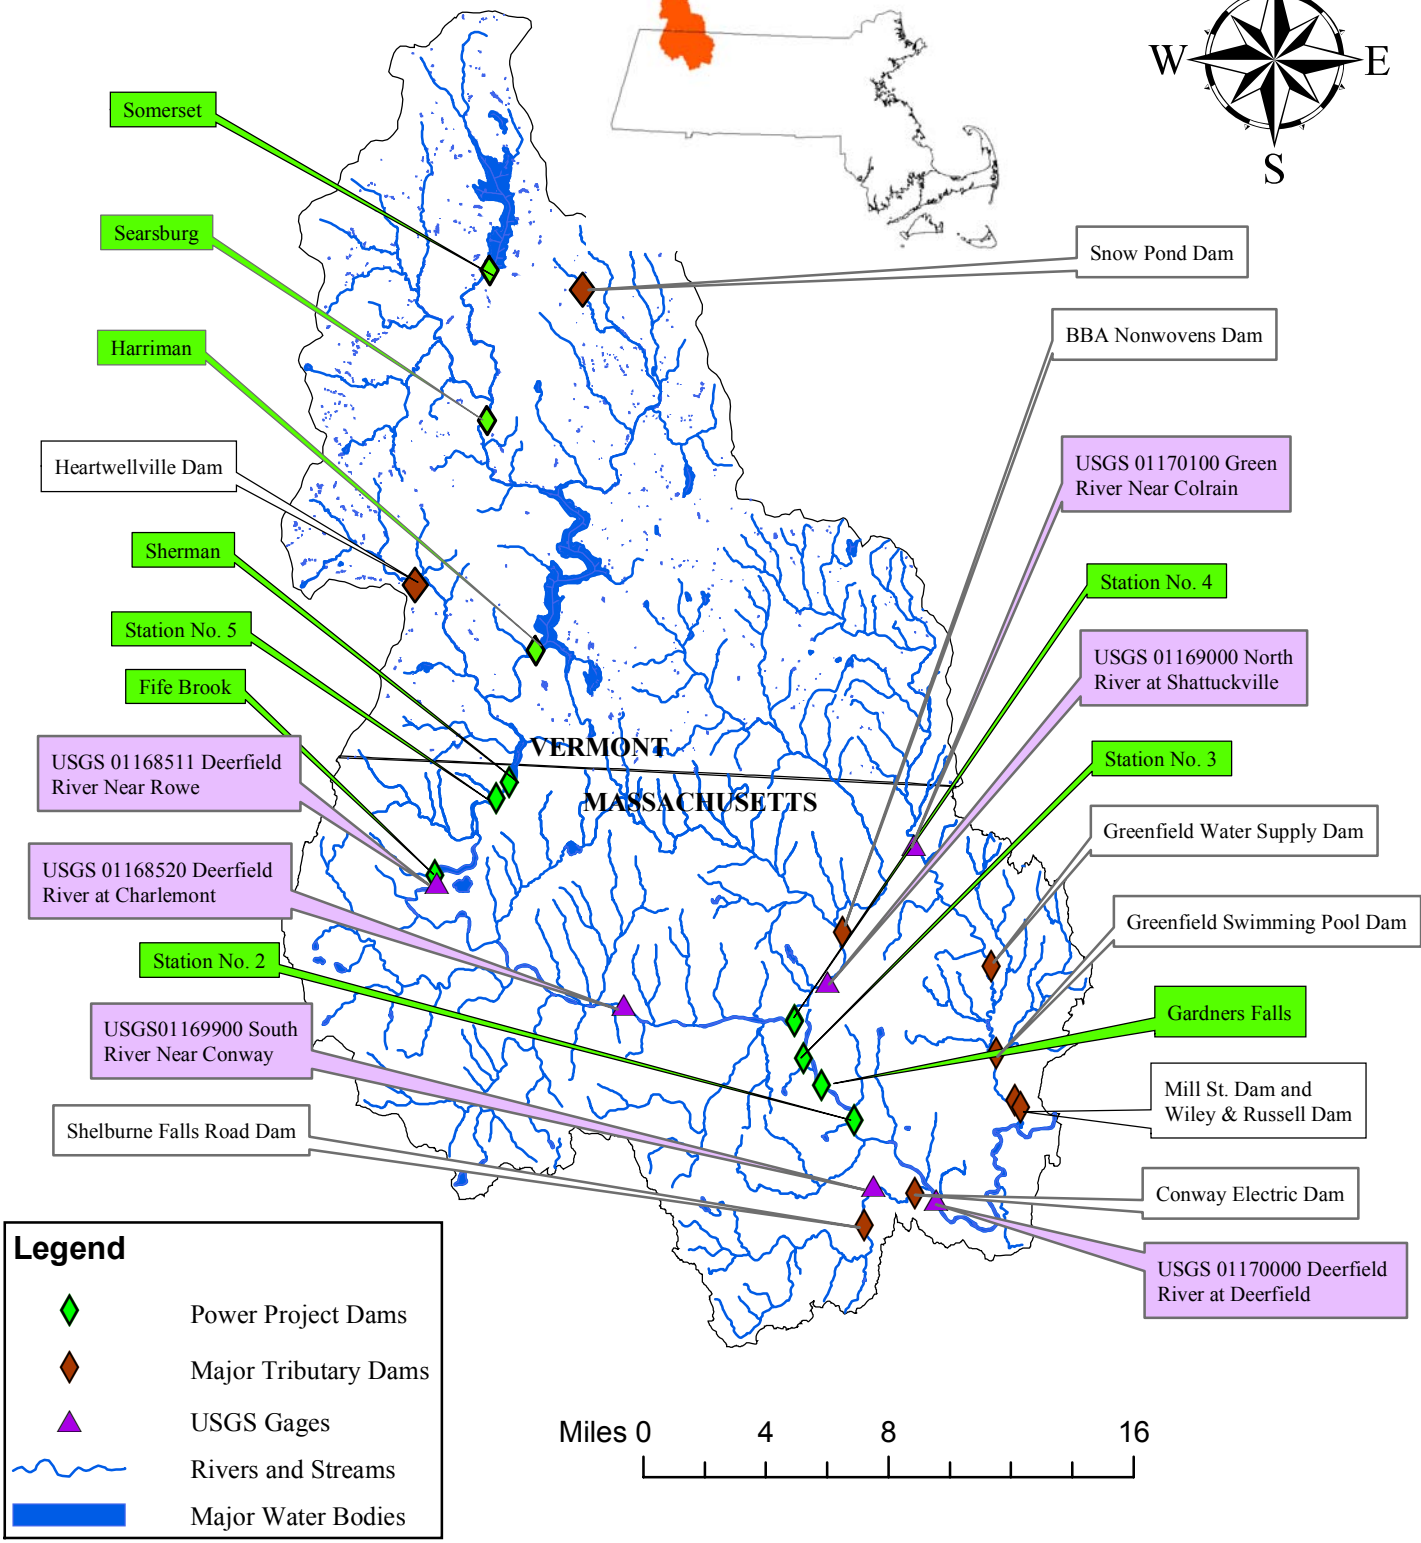 W
E
S
Somerset
Searsburg
Harriman
Heartwellville Dam
Sherman
Station No. 5
Fife Brook
USGS 01168511 Deerfield
River Near Rowe
USGS 01168520 Deerfield
River at Charlemont
Station No. 2
USGS01169900 South
River Near Conway
Shelburne Falls Road Dam
Snow Pond Dam
BBA Nonwovens Dam
USGS 01170100 Green
River Near Colrain
Station No. 4
USGS 01169000 North
River at Shattuckville
Station No. 3
Greenfield Water Supply Dam
Greenfield Swimming Pool Dam
Gardners Falls
Mill St. Dam and
Wiley & Russell Dam
Conway Electric Dam
USGS 01170000 Deerfield
River at Deerfield
VERMONT
MASSACHUSETTS
Legend
Power Project Dams
Major Tributary Dams
USGS Gages
Rivers and Streams
Major Water Bodies
Miles 0 4 8 16